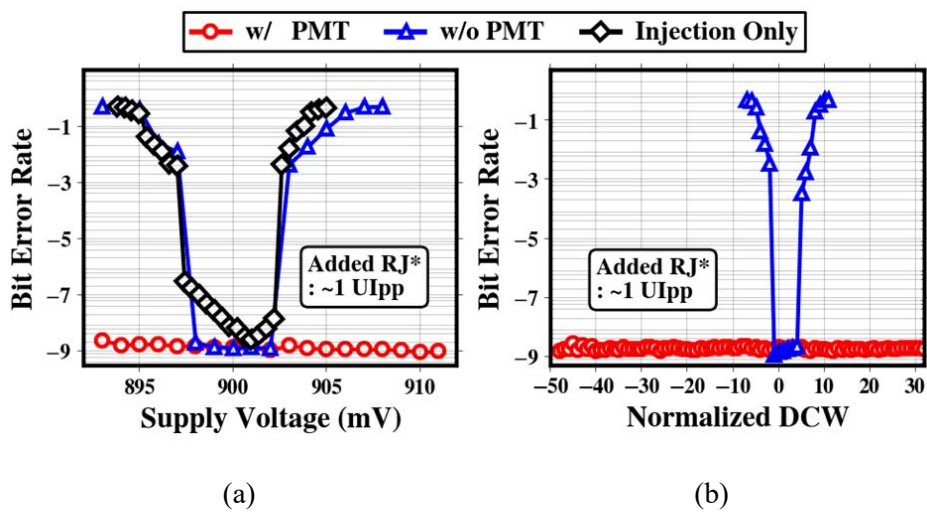 w/ PMT w/o PMT Injection Only
Bit Error Rate
−1
−3
−5
−7
−9
Added RJ*
: ~1 UIpp
895 900 905 910
Supply Voltage (mV)
(a)
Bit Error Rate
−1
−3
−5
−7
−9
Added RJ*
: ~1 UIpp
−50 −40 −30 −20 −10 0 10 20 30
Normalized DCW
(b)